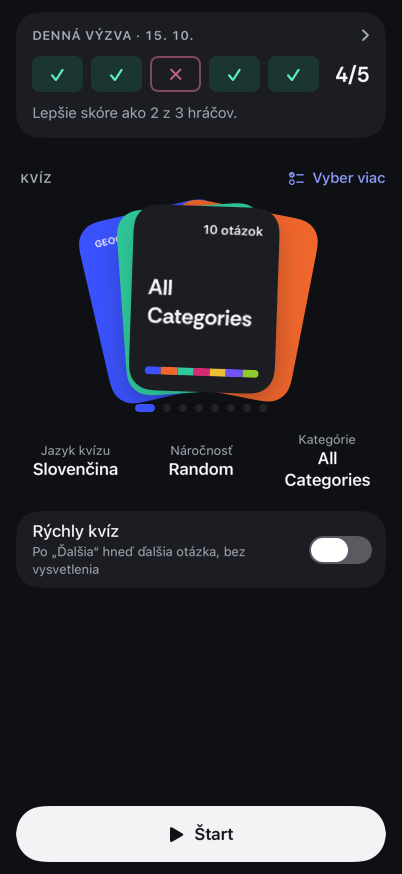 DENNÁ VÝZVA · 15. 10.
4/5
Lepšie skóre ako 2 z 3 hráčov.
KVÍZ
Vyber viac
10 otázok
All
Categories
Jazyk kvízu
Slovenčina
Náročnosť
Random
Kategórie
All
Categories
Rýchly kvíz
Po „Ďalšia“ hneď ďalšia otázka, bez
vysvetlenia
Štart